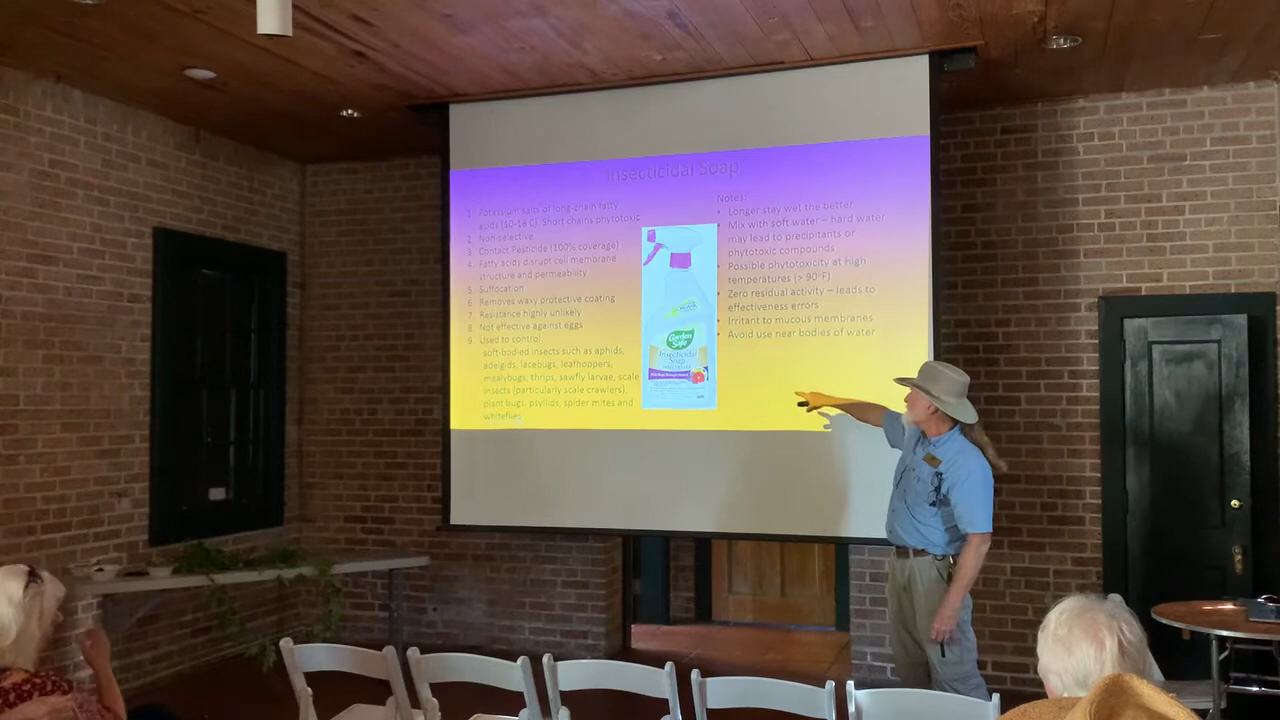 Insecticidal Soap
1. Potassium salts of long-chain fatty
acids (10-18 C). Short chains phytotoxic
2. Non-selective
3. Contact Pesticide (100% coverage)
4. Fatty acids disrupt cell membrane
structure and permeability
5. Suffocation
6. Removes waxy protective coating
7. Resistance highly unlikely
8. Not effective against eggs
9. Used to control:
soft-bodied insects such as aphids,
adelgids, lacebugs, leafhoppers,
mealybugs, thrips, sawfly larvae, scale
insects (particularly scale crawlers),
plant bugs, psyllids, spider mites and
whiteflies
Garden
Safe
Insecticidal
Soap
Notes:
• Longer stay wet the better
• Mix with soft water – hard water
may lead to precipitants or
phytotoxic compounds
• Possible phytotoxicity at high
temperatures (> 90°F)
• Zero residual activity – leads to
effectiveness errors
• Irritant to mucous membranes
• Avoid use near bodies of water